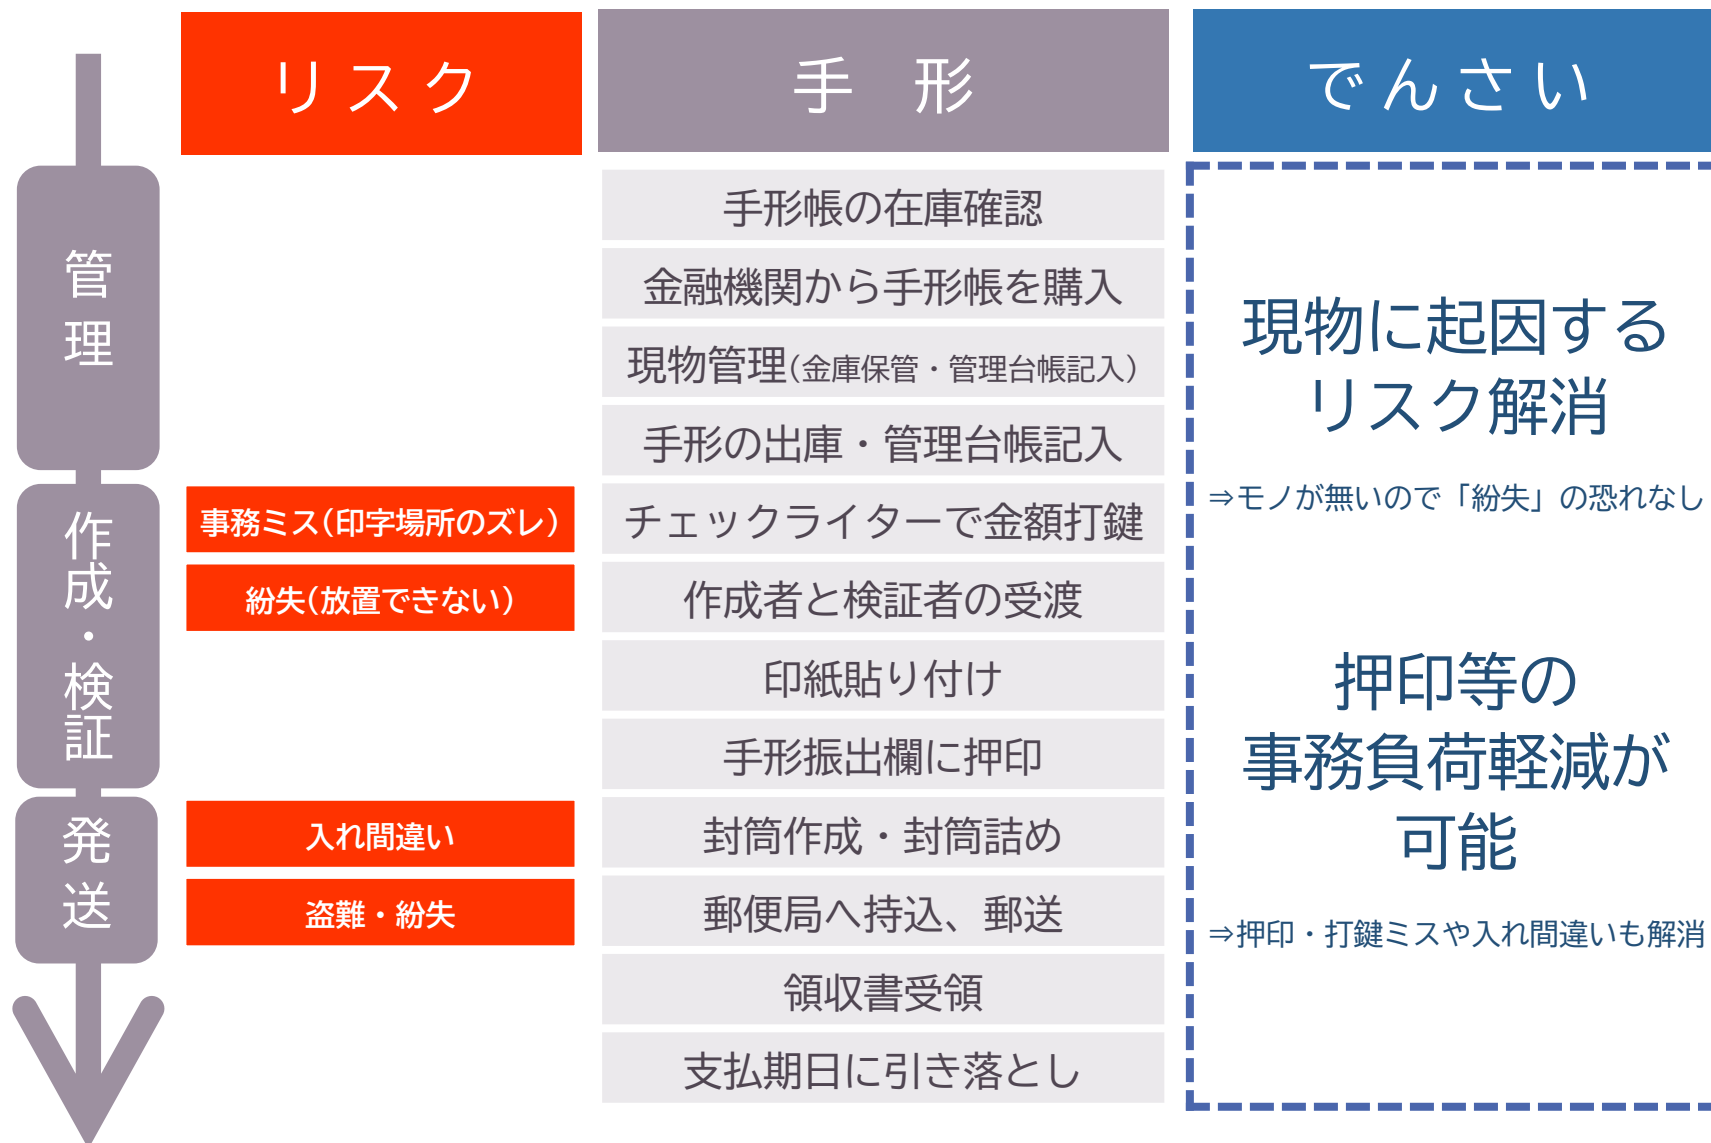 リスク
手形
でんさい
管理
作成・検証
発送
事務ミス(印字場所のズレ)
紛失(放置できない)
入れ間違い
盗難・紛失
手形帳の在庫確認
金融機関から手形帳を購入
現物管理(金庫保管・管理台帳記入)
手形の出庫・管理台帳記入
チェックライターで金額打鍵
作成者と検証者の受渡
印紙貼り付け
手形振出欄に押印
封筒作成・封筒詰め
郵便局へ持込、郵送
領収書受領
支払期日に引き落とし
現物に起因する
リスク解消
⇒モノが無いので「紛失」の恐れなし
押印等の
事務負荷軽減が
可能
⇒押印・打鍵ミスや入れ間違いも解消